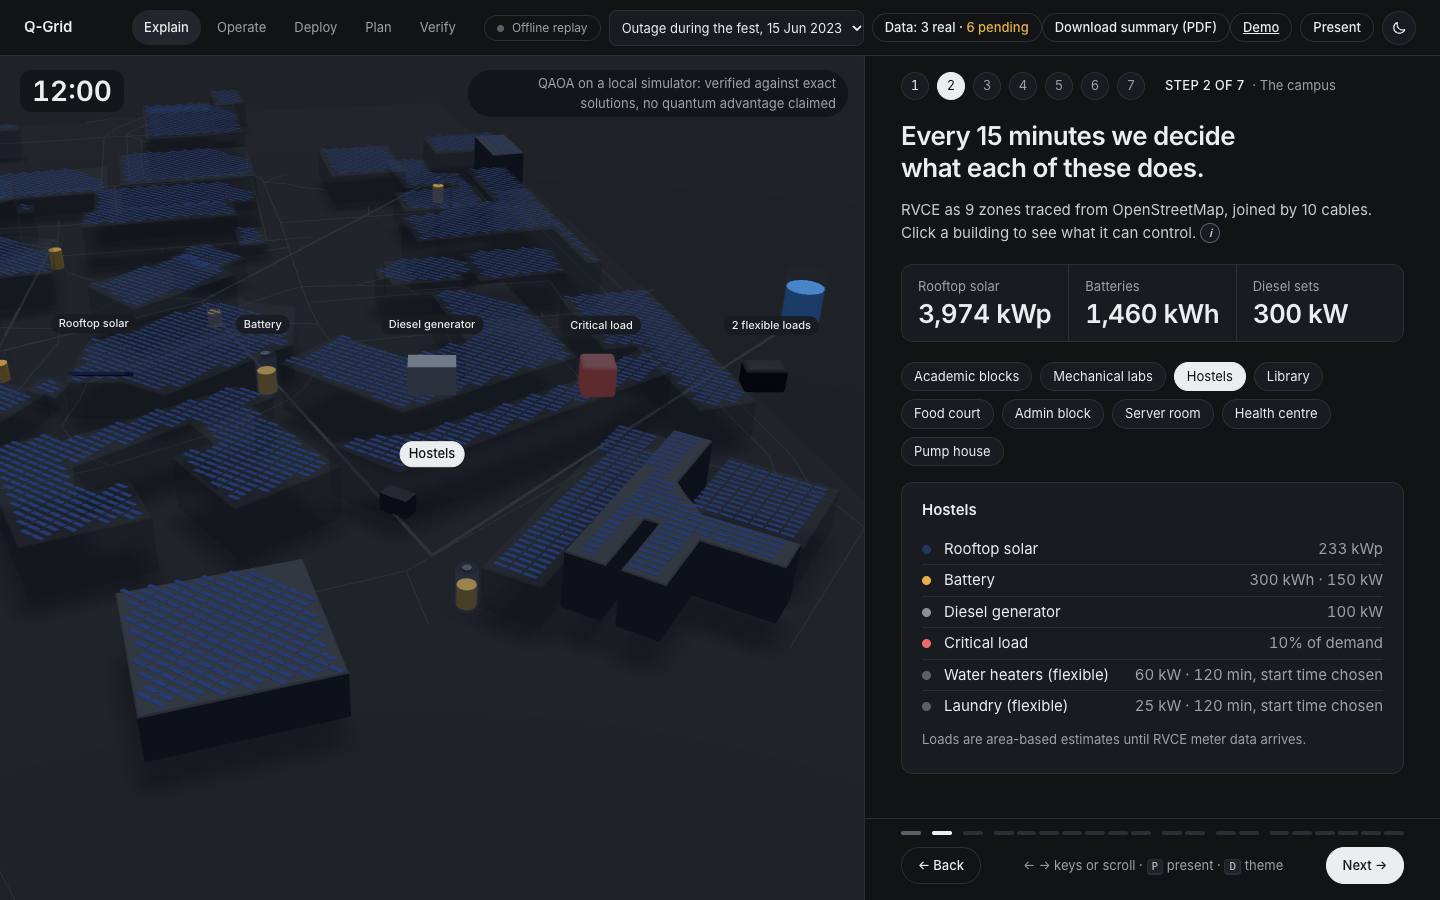 Q-Grid
Explain
Operate
Deploy
Plan
Verify
Offline replay
Outage during the fest, 15 Jun 2023
Data: 3 real · 6 pending
Download summary (PDF)
Demo
Present
12:00
QAOA on a local simulator: verified against exact
solutions, no quantum advantage claimed
Rooftop solar
Battery
Diesel generator
Critical load
2 flexible loads
Hostels
1 2 3 4 5 6 7 STEP 2 OF 7 · The campus
Every 15 minutes we decide
what each of these does.
RVCE as 9 zones traced from OpenStreetMap, joined by 10 cables.
Click a building to see what it can control. i
Rooftop solar
3,974 kWp
Batteries
1,460 kWh
Diesel sets
300 kW
Academic blocks
Mechanical labs
Hostels
Library
Food court
Admin block
Server room
Health centre
Pump house
Hostels
Rooftop solar 233 kWp
Battery 300 kWh · 150 kW
Diesel generator 100 kW
Critical load 10% of demand
Water heaters (flexible) 60 kW · 120 min, start time chosen
Laundry (flexible) 25 kW · 120 min, start time chosen
Loads are area-based estimates until RVCE meter data arrives.
← Back
← → keys or scroll · P present · D theme
Next →